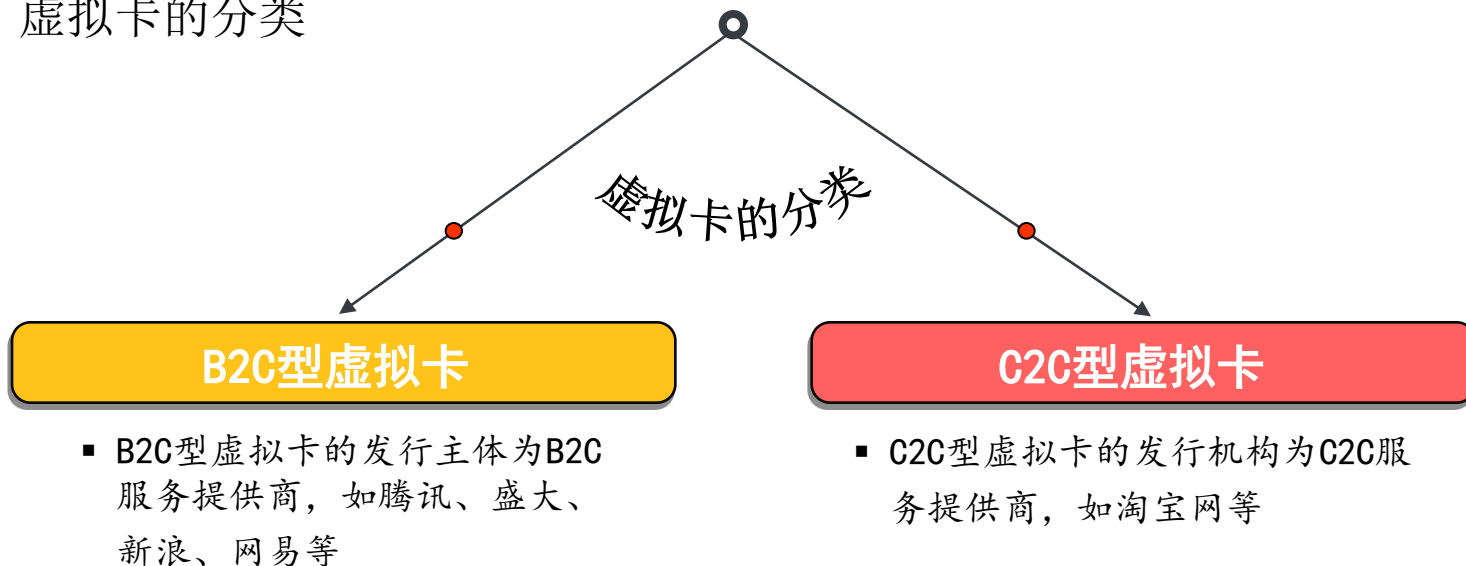 虚拟卡的分类
虚拟卡的分类
B2C型虚拟卡
B2C型虚拟卡的发行主体为B2C
服务提供商，如腾讯、盛大、
新浪、网易等
C2C型虚拟卡
C2C型虚拟卡的发行机构为C2C服
务提供商，如淘宝网等